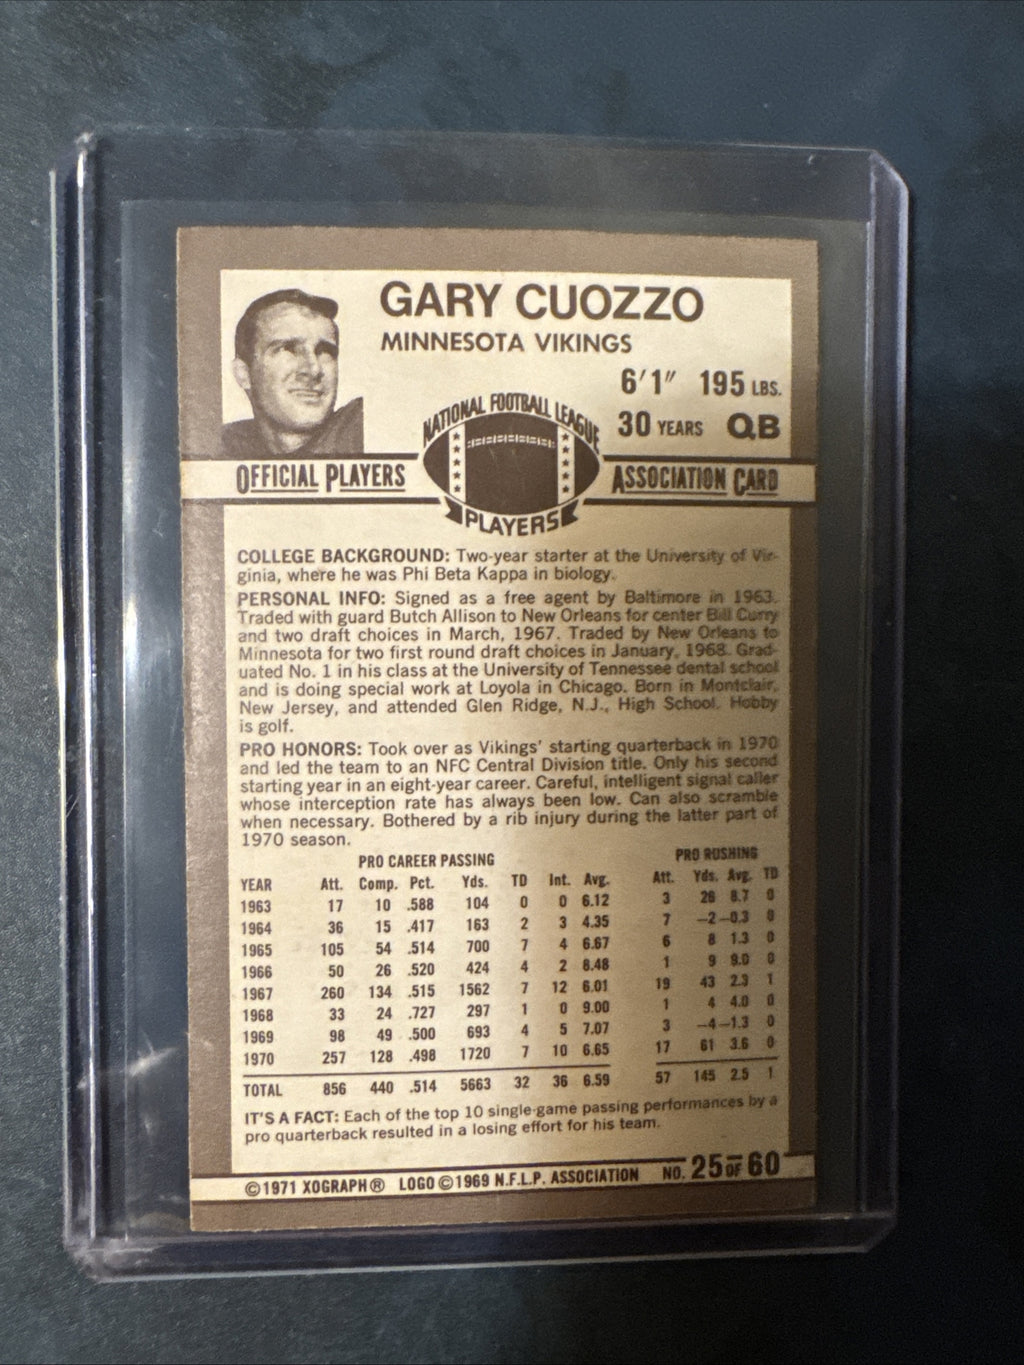 GARY CUOZZO
MINNESOTA VIKINGS
6'1" 195 LBS.
30 YEARS QB
NATIONAL FOOTBALL LEAGUE
PLAYERS
OFFICIAL PLAYERS ASSOCIATION CARD
COLLEGE BACKGROUND: Two-year starter at the University of Vir-
ginia, where he was Phi Beta Kappa in biology.
PERSONAL INFO: Signed as a free agent by Baltimore in 1963.
Traded with guard Butch Allison to New Orleans for center Bill Curry
and two draft choices in March, 1967. Traded by New Orleans to
Minnesota for two first round draft choices in January, 1968. Grad-
uated No. 1 in his class at the University of Tennessee dental school
and is doing special work at Loyola in Chicago. Born in Montclair,
New Jersey, and attended Glen Ridge, N.J., High School. Hobby
is golf.
PRO HONORS: Took over as Vikings' starting quarterback in 1970
and led the team to an NFC Central Division title. Only his second
starting year in an eight-year career. Careful, intelligent signal caller
whose interception rate has always been low. Can also scramble
when necessary. Bothered by a rib injury during the latter part of
1970 season.
PRO CAREER PASSING PRO RUSHING
YEAR Att. Comp. Pct. Yds. TD Int. Avg. Att. Yds. Avg. TD
1963 17 10 .588 104 0 0 6.12 3 26 8.7 0
1964 36 15 .417 163 2 3 4.35 7 -2 -0.3 0
1965 105 54 .514 700 7 4 6.67 6 8 1.3 0
1966 50 26 .520 424 4 2 8.48 1 9 9.0 0
1967 260 134 .515 1562 7 12 6.01 19 43 2.3 1
1968 33 24 .727 297 1 0 9.00 1 4 4.0 0
1969 98 49 .500 693 4 5 7.07 3 -4 -1.3 0
1970 257 128 .498 1720 7 10 6.65 17 61 3.6 0
TOTAL 856 440 .514 5663 32 36 6.59 57 145 2.5 1
IT'S A FACT: Each of the top 10 single-game passing performances by a
pro quarterback resulted in a losing effort for his team.
©1971 XOGRAPH® LOGO ©1969 N.F.L.P. ASSOCIATION NO. 25 OF 60